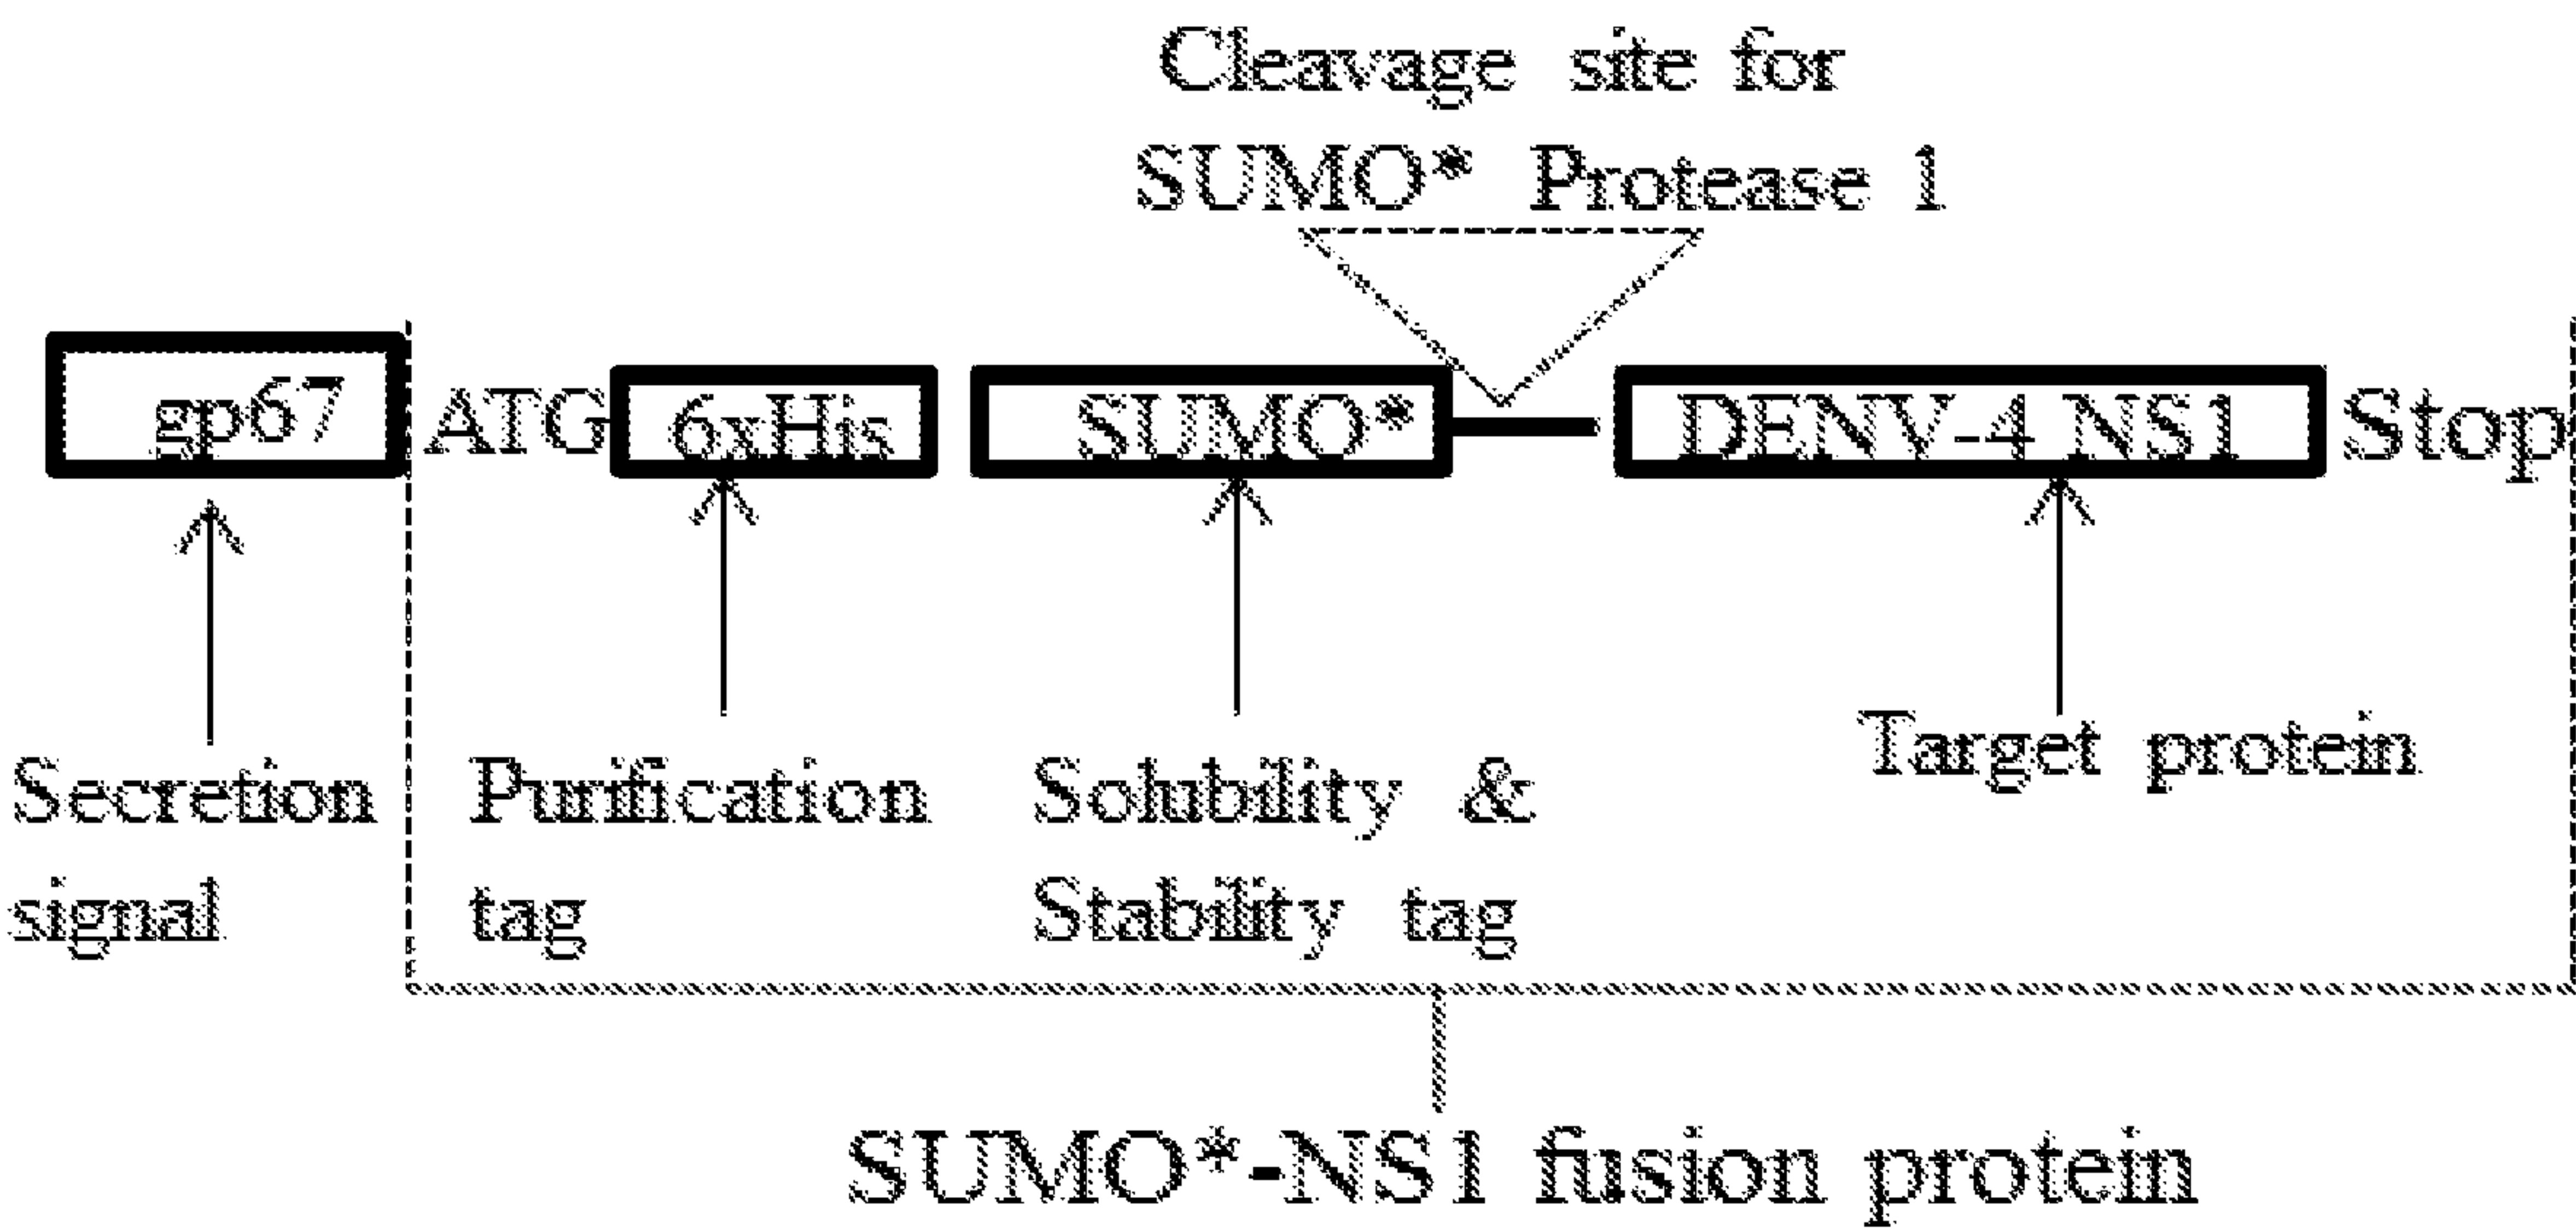 Cleavage site for
SUMO* Protease 1
gp67 ATG 6xHis SUMO* DENV-4 NS1 Stop
Secretion signal
Purification tag
Solubility &
Stability tag
Target protein
SUMO*-NS1 fusion protein